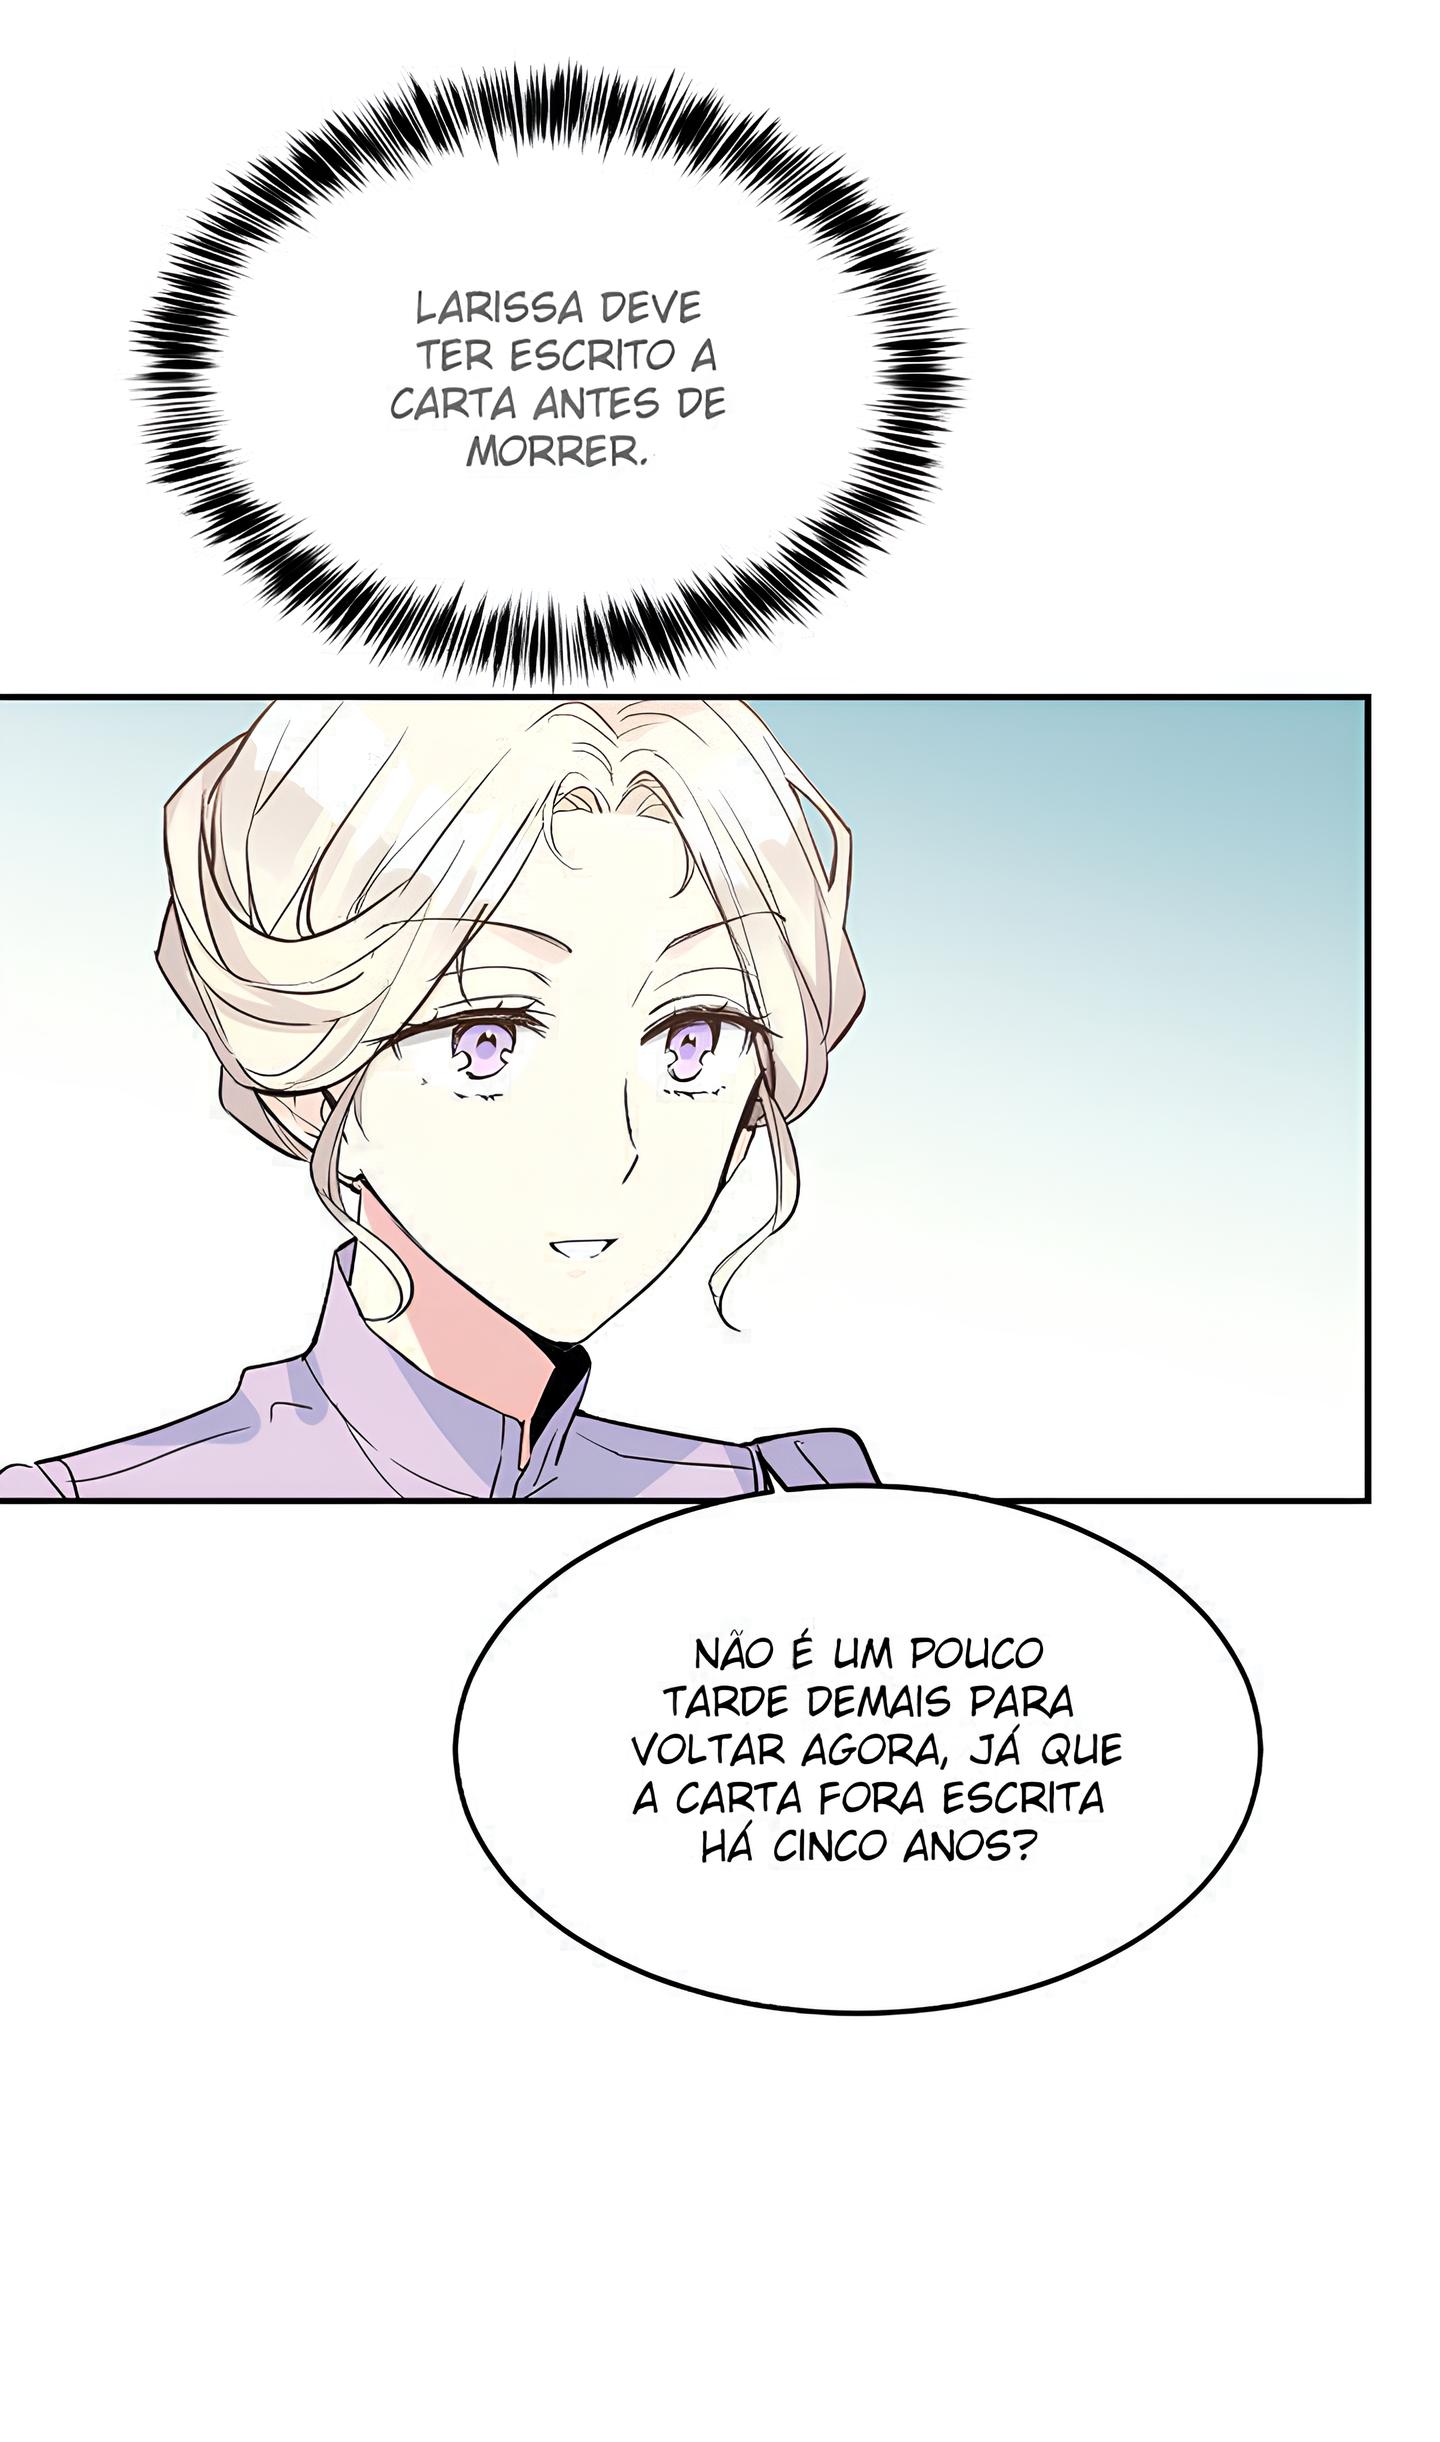 LARISSA DEVE
TER ESCRITO A
CARTA ANTES DE
MORRER.
NÃO É UM POUCO
TARDE DEMAIS PARA
VOLTAR AGORA, JÁ QUE
A CARTA FORA ESCRITA
HÁ CINCO ANOS?